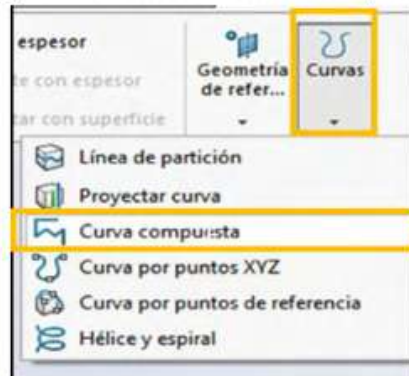 espesor
te con espesor
tar con superficie
Geometría
de refer...
Curvas
Línea de partición
Proyectar curva
Curva compuesta
Curva por puntos XYZ
Curva por puntos de referencia
Hélice y espiral